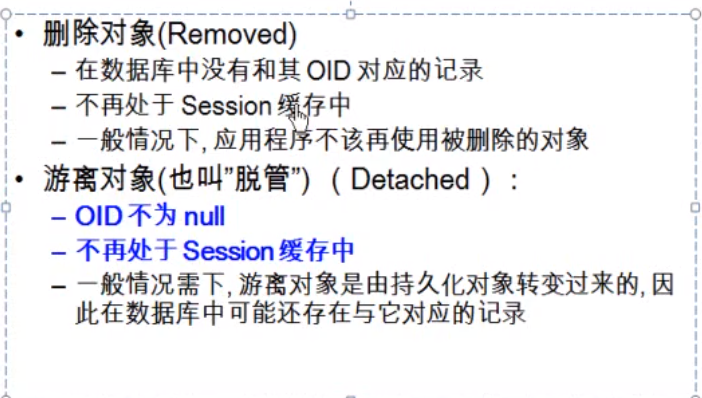 • 删除对象(Removed)
– 在数据库中没有和其 OID 对应的记录
– 不再处于 Session 缓存中
– 一般情况下, 应用程序不该再使用被删除的对象
• 游离对象(也叫”脱管”) （Detached）:
– OID 不为 null
– 不再处于 Session 缓存中
– 一般情况需下, 游离对象是由持久化对象转变过来的, 因
此在数据库中可能还存在与它对应的记录